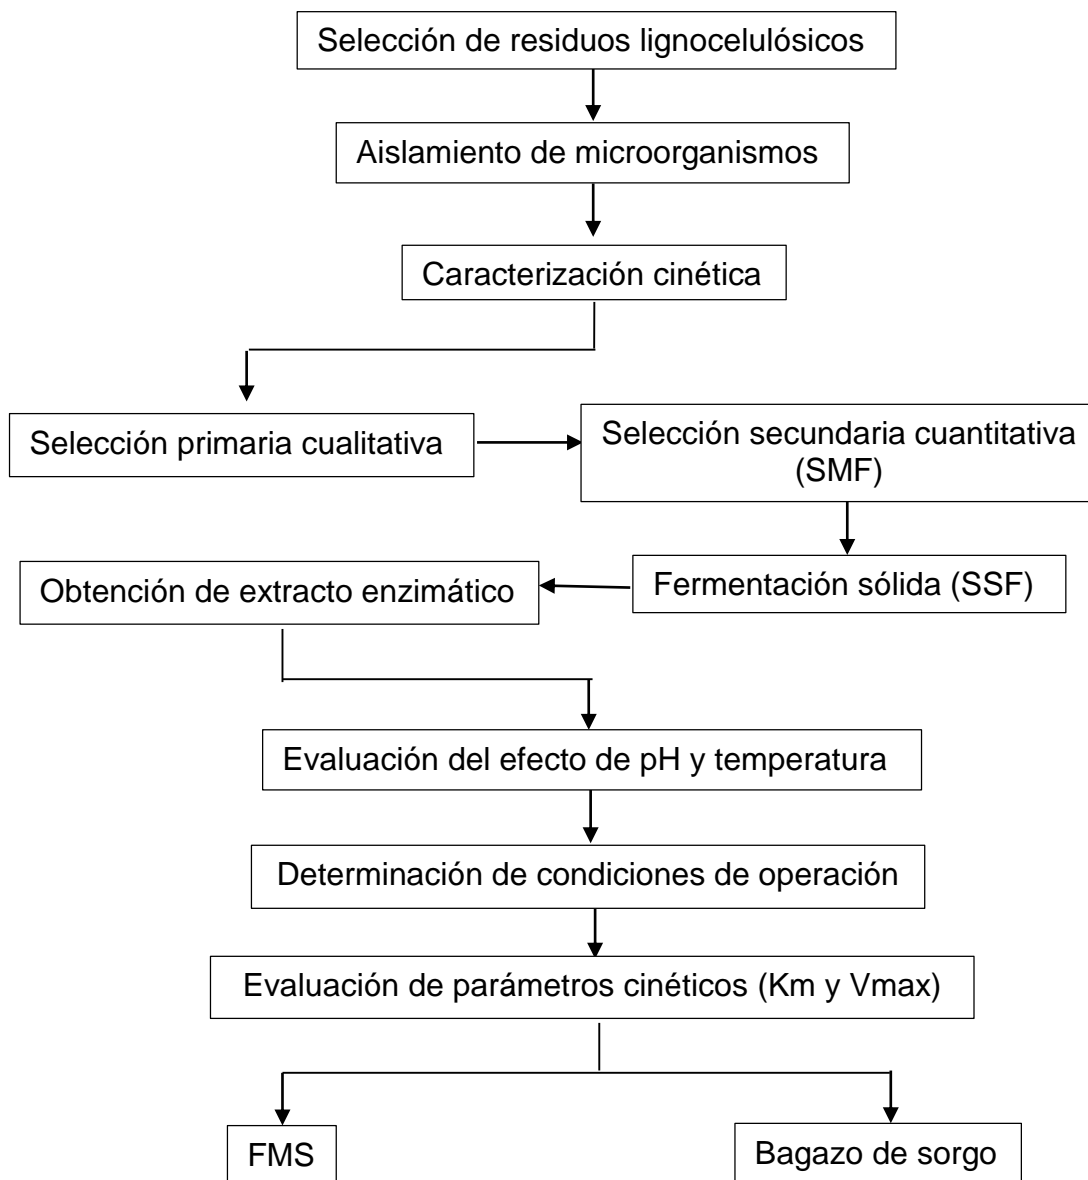 Selección de residuos lignocelulósicos
Aislamiento de microorganismos
Caracterización cinética
Selección primaria cualitativa
Selección secundaria cuantitativa
(SMF)
Fermentación sólida (SSF)
Obtención de extracto enzimático
Evaluación del efecto de pH y temperatura
Determinación de condiciones de operación
Evaluación de parámetros cinéticos (Km y Vmax)
FMS
Bagazo de sorgo